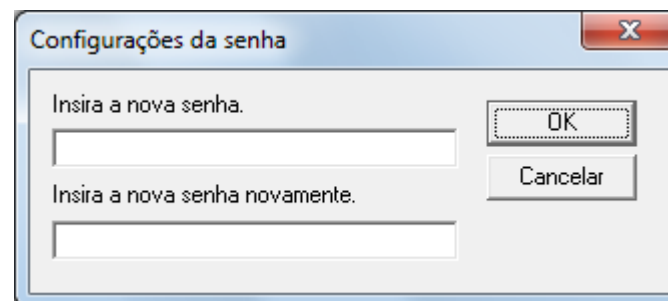 Configurações da senha
Insira a nova senha.
OK
Cancelar
Insira a nova senha novamente.